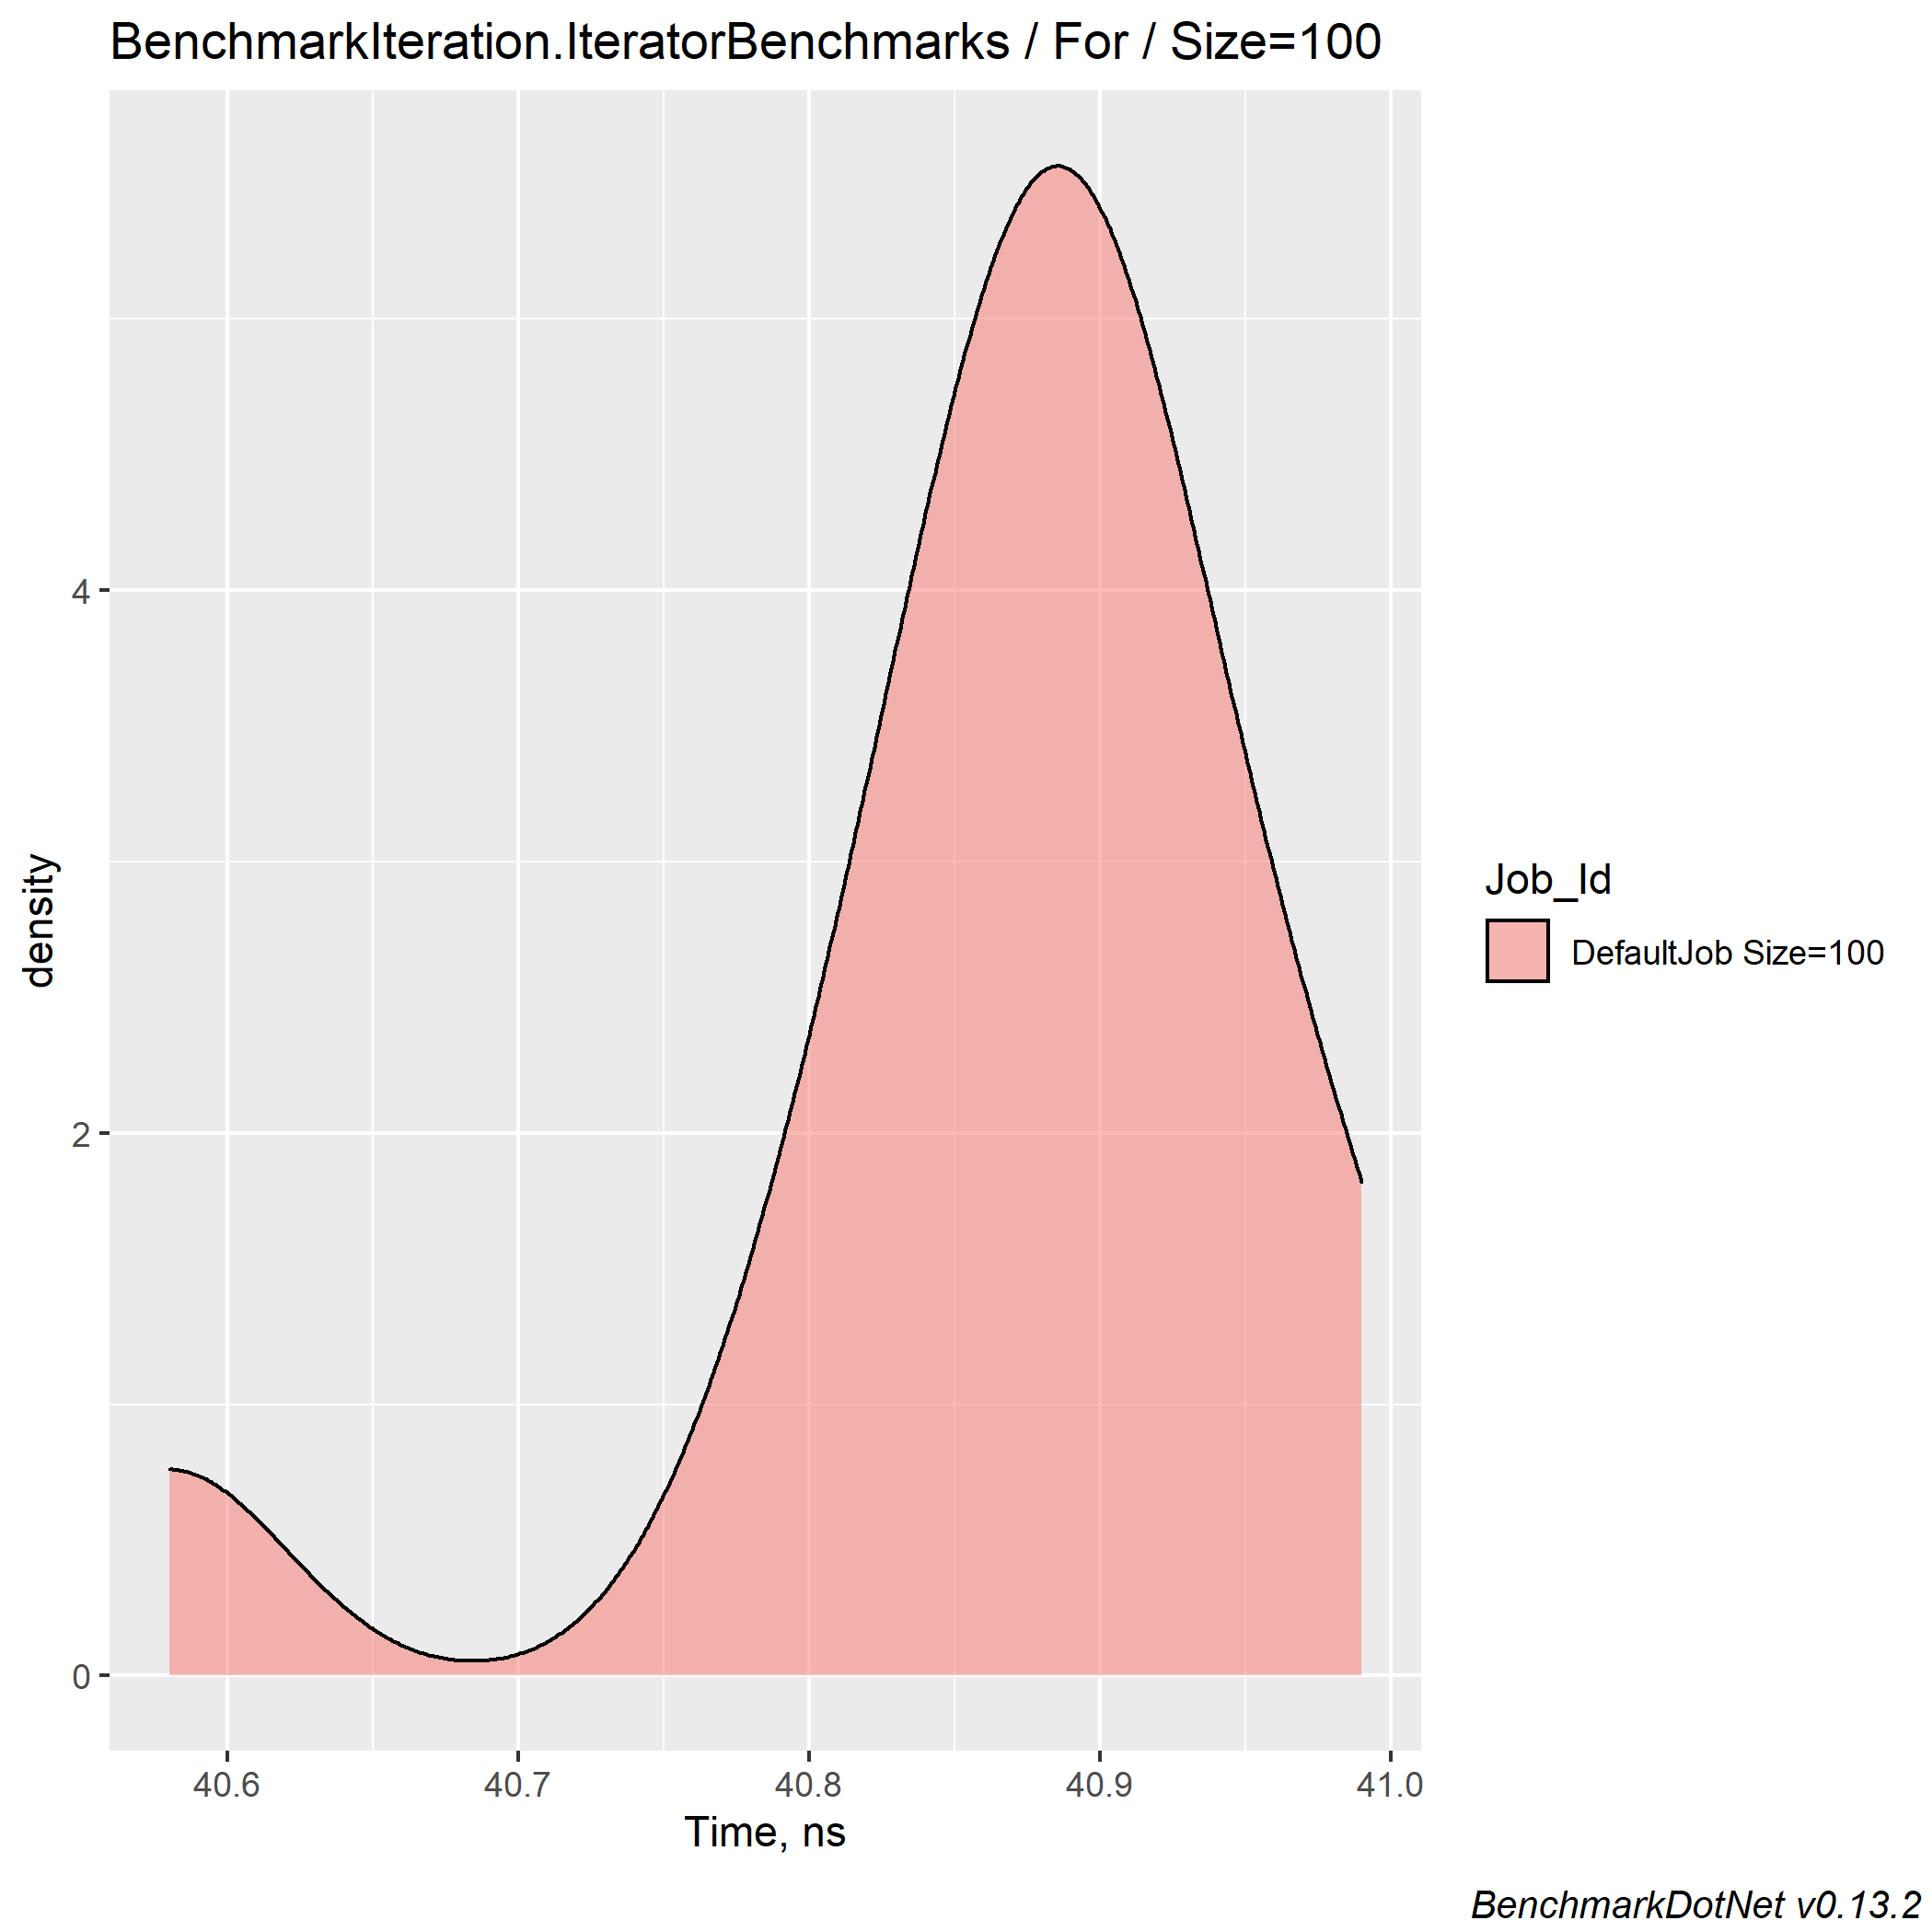 BenchmarkIteration.IteratorBenchmarks / For / Size=100
density
4
2
0
40.6 40.7 40.8 40.9 41.0
Time, ns
Job_Id
DefaultJob Size=100
BenchmarkDotNet v0.13.2